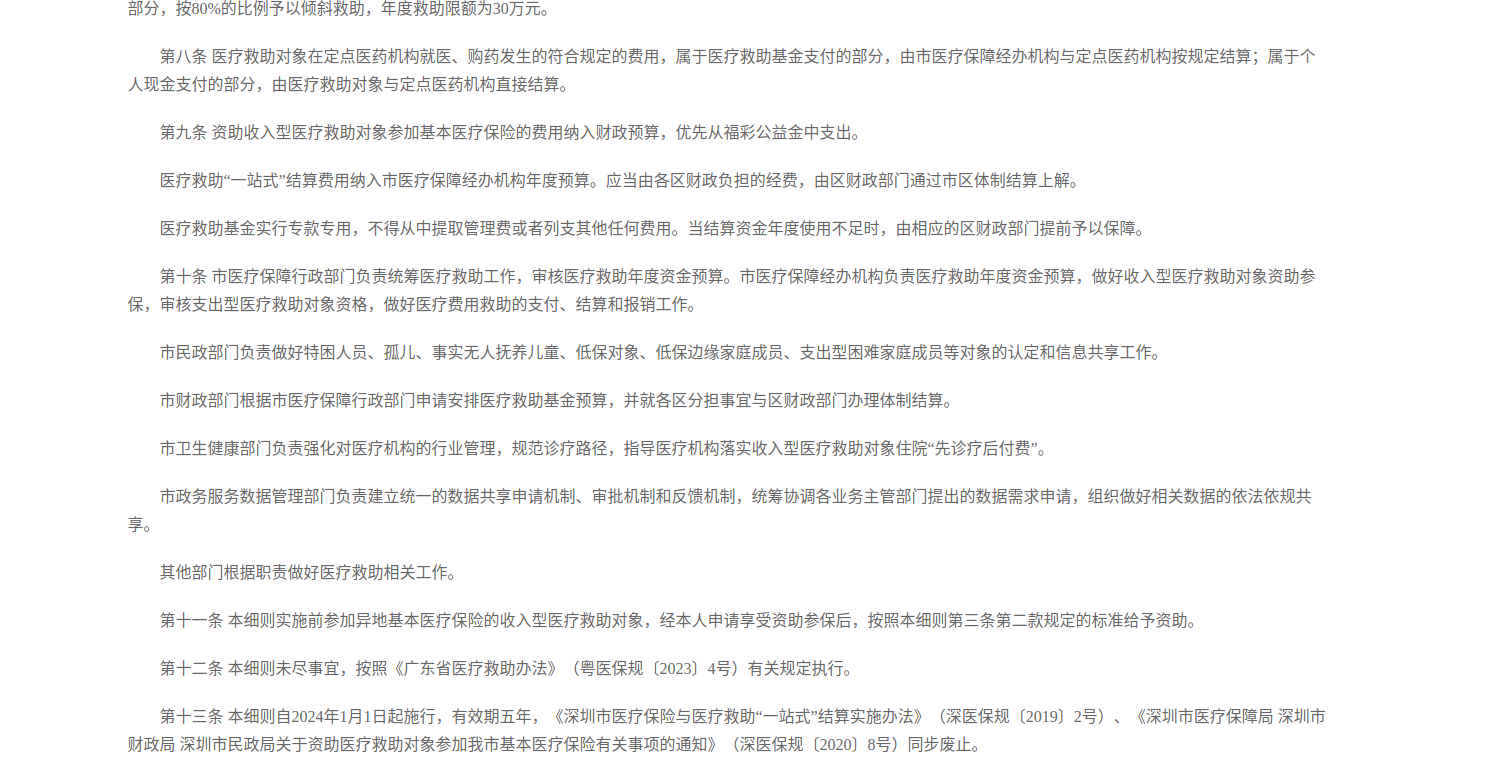 部分，按80%的比例予以倾斜救助，年度救助限额为30万元。
第八条 医疗救助对象在定点医药机构就医、购药发生的符合规定的费用，属于医疗救助基金支付的部分，由市医疗保障经办机构与定点医药机构按规定结算；属于个
人现金支付的部分，由医疗救助对象与定点医药机构直接结算。
第九条 资助收入型医疗救助对象参加基本医疗保险的费用纳入财政预算，优先从福彩公益金中支出。
医疗救助“一站式”结算费用纳入市医疗保障经办机构年度预算。应当由各区财政负担的经费，由区财政部门通过市区体制结算上解。
医疗救助基金实行专款专用，不得从中提取管理费或者列支其他任何费用。当结算资金年度使用不足时，由相应的区财政部门提前予以保障。
第十条 市医疗保障行政部门负责统筹医疗救助工作，审核医疗救助年度资金预算。市医疗保障经办机构负责医疗救助年度资金预算，做好收入型医疗救助对象资助参
保，审核支出型医疗救助对象资格，做好医疗费用救助的支付、结算和报销工作。
市民政部门负责做好特困人员、孤儿、事实无人抚养儿童、低保对象、低保边缘家庭成员、支出型困难家庭成员等对象的认定和信息共享工作。
市财政部门根据市医疗保障行政部门申请安排医疗救助基金预算，并就各区分担事宜与区财政部门办理体制结算。
市卫生健康部门负责强化对医疗机构的行业管理，规范诊疗路径，指导医疗机构落实收入型医疗救助对象住院“先诊疗后付费”。
市政务服务数据管理部门负责建立统一的数据共享申请机制、审批机制和反馈机制，统筹协调各业务主管部门提出的数据需求申请，组织做好相关数据的依法依规共
享。
其他部门根据职责做好医疗救助相关工作。
第十一条 本细则实施前参加异地基本医疗保险的收入型医疗救助对象，经本人申请享受资助参保后，按照本细则第三条第二款规定的标准给予资助。
第十二条 本细则未尽事宜，按照《广东省医疗救助办法》（粤医保规〔2023〕4号）有关规定执行。
第十三条 本细则自2024年1月1日起施行，有效期五年，《深圳市医疗保险与医疗救助“一站式”结算实施办法》（深医保规〔2019〕2号）、《深圳市医疗保障局 深圳市
财政局 深圳市民政局关于资助医疗救助对象参加我市基本医疗保险有关事项的通知》（深医保规〔2020〕8号）同步废止。